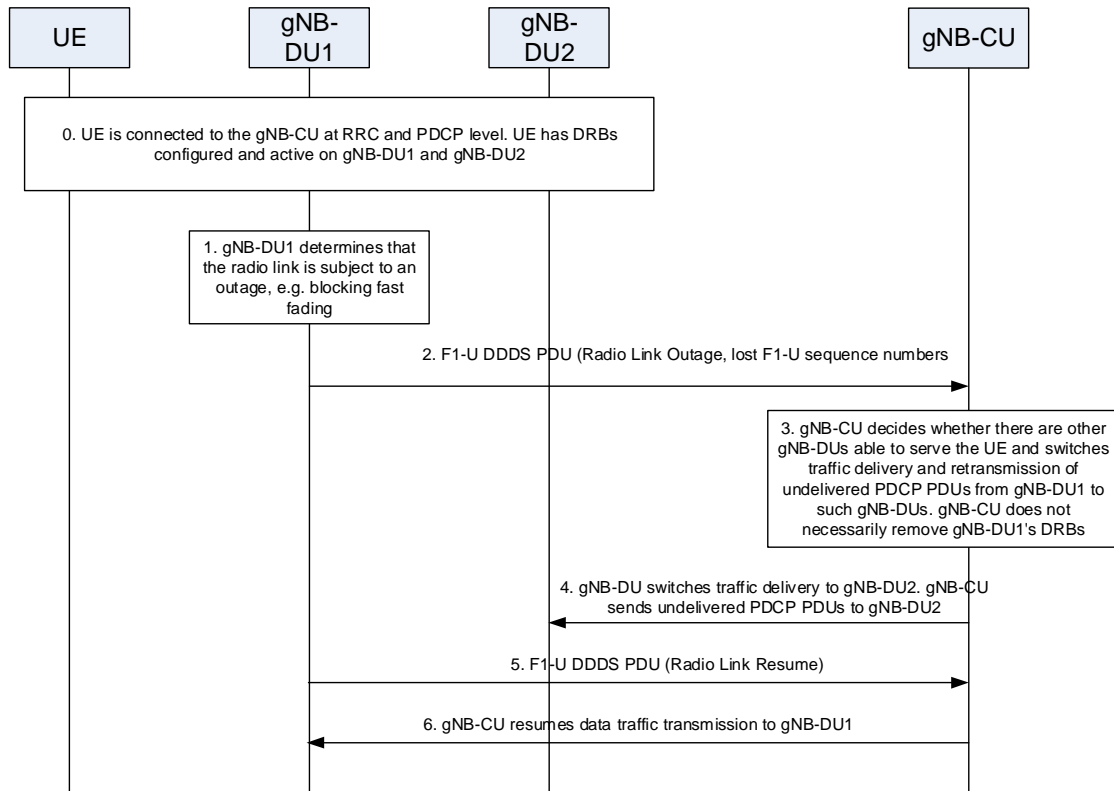 UE
gNB-
DU1
gNB-
DU2
gNB-CU
0. UE is connected to the gNB-CU at RRC and PDCP level. UE has DRBs
configured and active on gNB-DU1 and gNB-DU2
1. gNB-DU1 determines that
the radio link is subject to an
outage, e.g. blocking fast
fading
2. F1-U DDDS PDU (Radio Link Outage, lost F1-U sequence numbers
3. gNB-CU decides whether there are other
gNB-DUs able to serve the UE and switches
traffic delivery and retransmission of
undelivered PDCP PDUs from gNB-DU1 to
such gNB-DUs. gNB-CU does not
necessarily remove gNB-DU1's DRBs
4. gNB-DU switches traffic delivery to gNB-DU2. gNB-CU
sends undelivered PDCP PDUs to gNB-DU2
5. F1-U DDDS PDU (Radio Link Resume)
6. gNB-CU resumes data traffic transmission to gNB-DU1